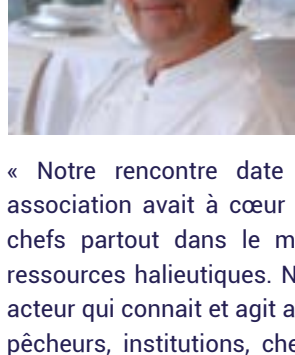 « Notre rencontre date
association avait à cœur
chefs partout dans le m
ressources halieutiques. N
acteur qui connait et agit a
pêcheurs, institutions, che